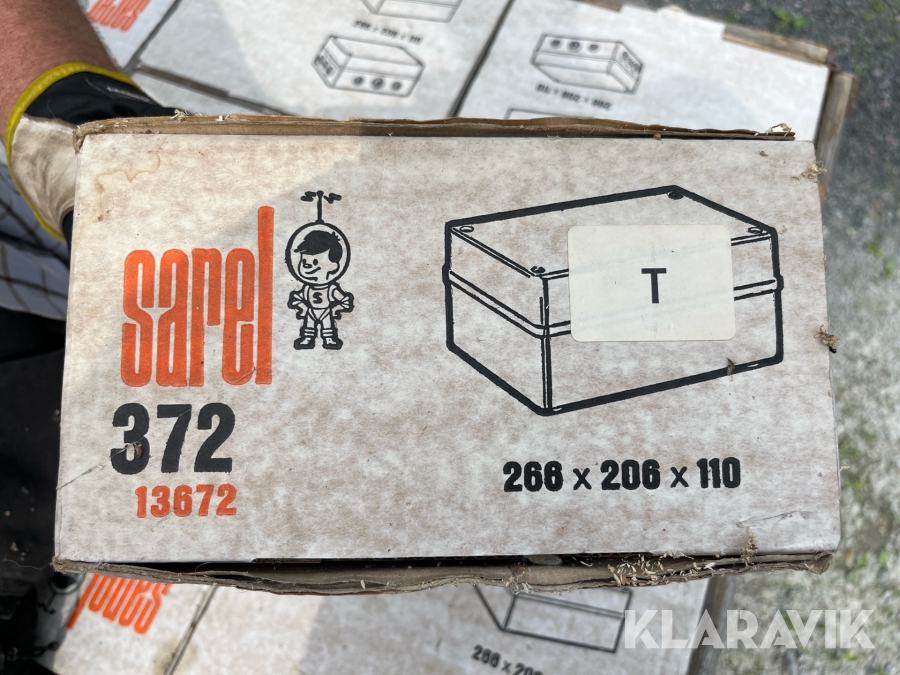 sarel
S
372
13672
T
266 x 206 x 110
KLARAVIK